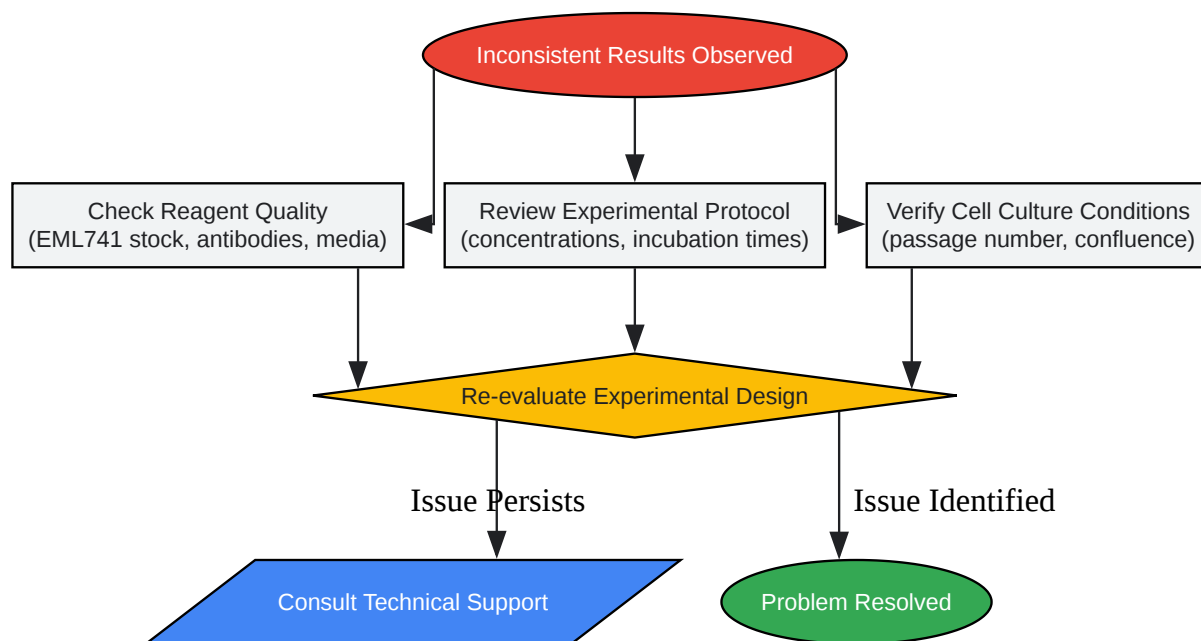 Inconsistent Results Observed
Check Reagent Quality
(EML741 stock, antibodies, media)
Review Experimental Protocol
(concentrations, incubation times)
Verify Cell Culture Conditions
(passage number, confluence)
Re-evaluate Experimental Design
Issue Persists
Issue Identified
Consult Technical Support
Problem Resolved